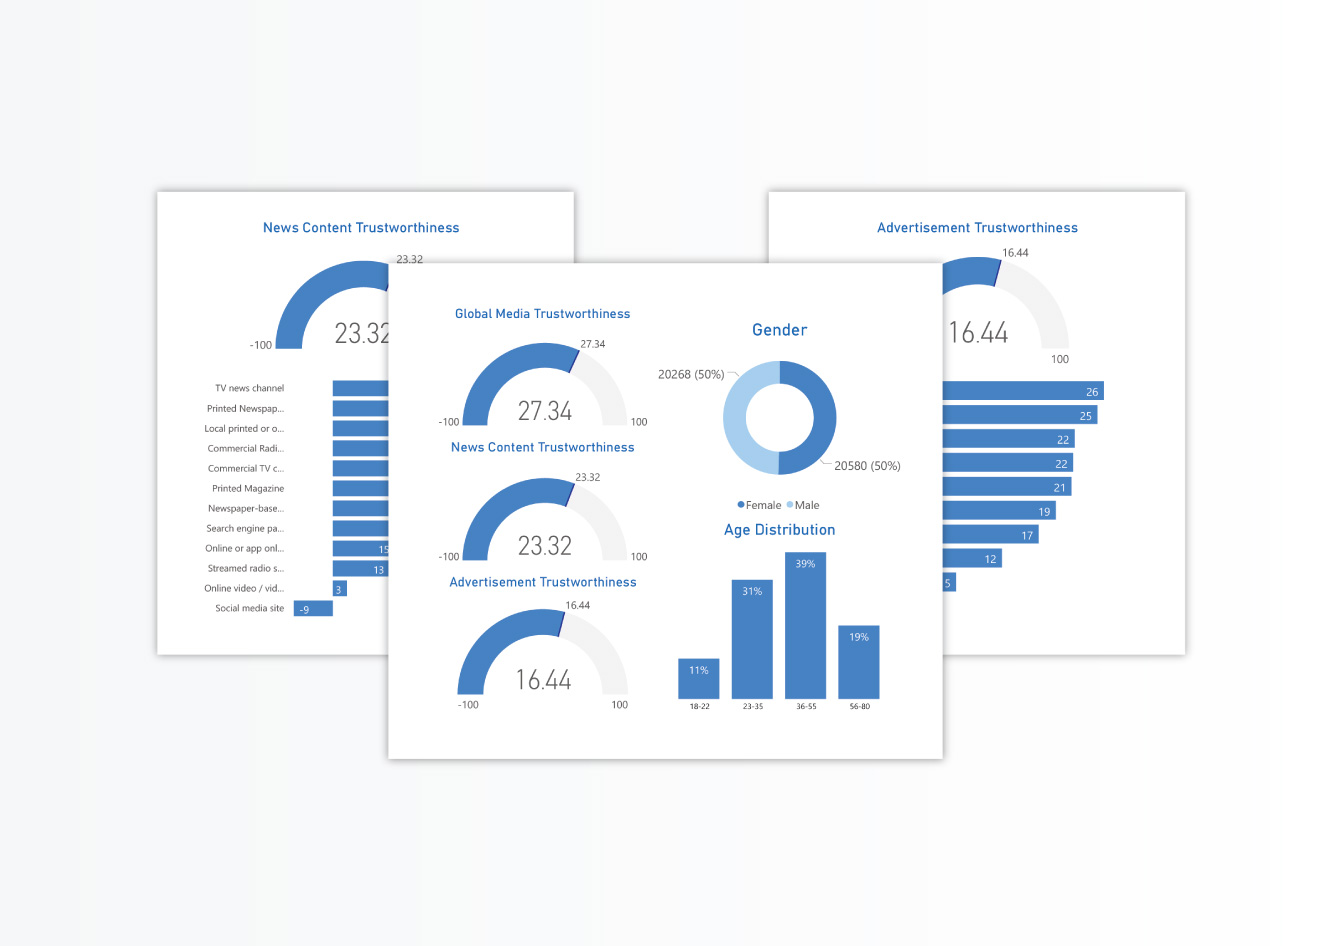 News Content Trustworthiness
23.32
23.32
-100
TV news channel
Printed Newspap...
Local printed or o...
Commercial Radi...
Commercial TV c...
Printed Magazine
Newspaper-base...
Search engine pa...
Online or app onl...
15
Streamed radio s...
13
Online video / vid...
3
Social media site
-9
Global Media Trustworthiness
27.34
27.34
-100
100
News Content Trustworthiness
23.32
23.32
-100
100
Advertisement Trustworthiness
16.44
16.44
-100
100
Gender
20268 (50%)
20580 (50%)
Female
Male
Age Distribution
11%
31%
39%
19%
18-22
23-35
36-55
56-80
Advertisement Trustworthiness
16.44
16.44
100
26
25
22
22
21
19
17
12
5